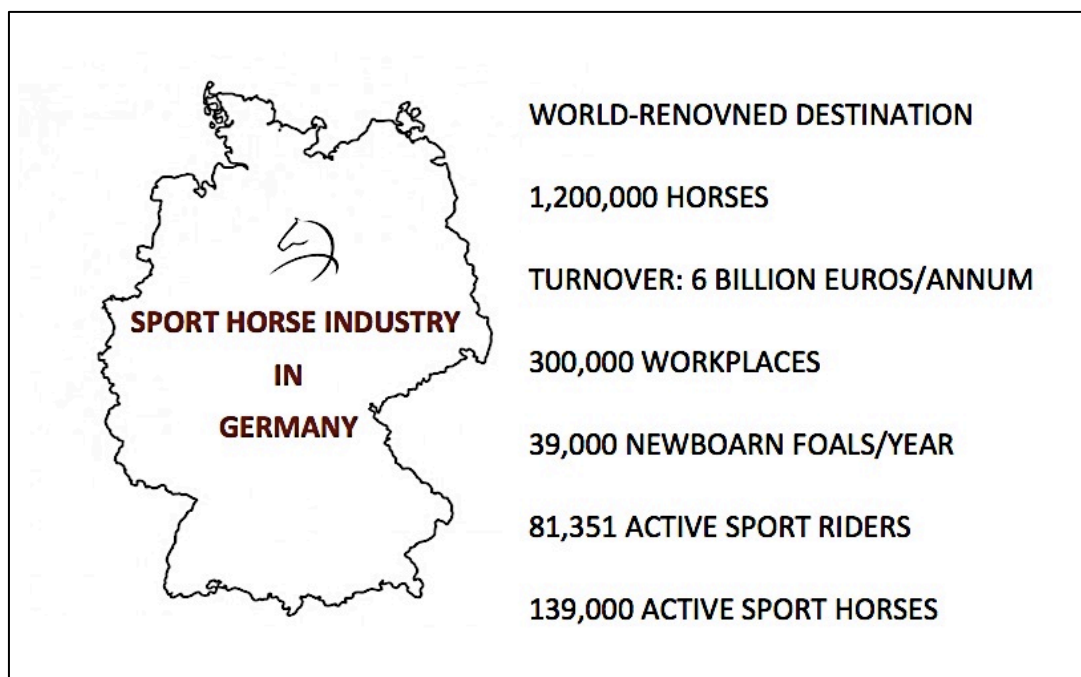 SPORT HORSE INDUSTRY
IN
GERMANY
WORLD-RENOVNED DESTINATION
1,200,000 HORSES
TURNOVER: 6 BILLION EUROS/ANNUM
300,000 WORKPLACES
39,000 NEWBOARN FOALS/YEAR
81,351 ACTIVE SPORT RIDERS
139,000 ACTIVE SPORT HORSES